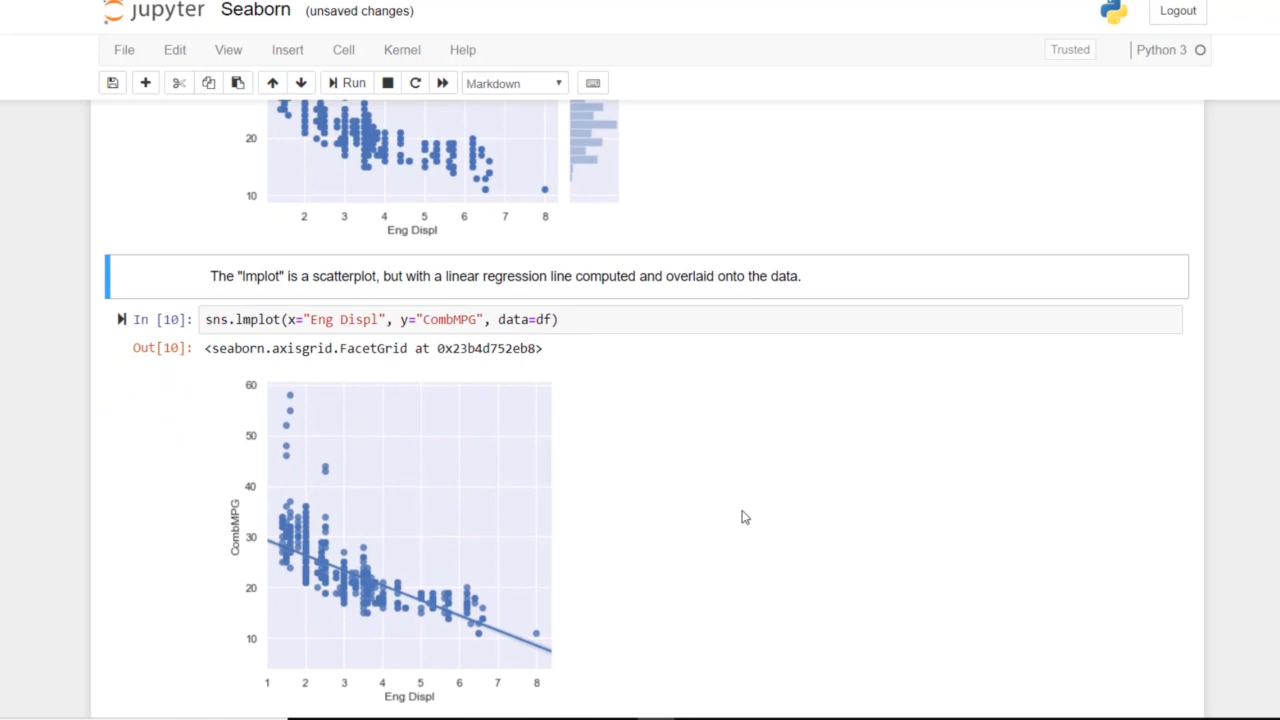 jupyter Seaborn (unsaved changes) Logout
File Edit View Insert Cell Kernel Help Trusted Python 3
Run Markdown
20
10
2 3 4 5 6 7 8
Eng Displ
The "lmplot" is a scatterplot, but with a linear regression line computed and overlaid onto the data.
In [10]: sns.lmplot(x="Eng Displ", y="CombMPG", data=df)
Out[10]: <seaborn.axisgrid.FacetGrid at 0x23b4d752eb8>
60
50
40
30
20
10
CombMPG
1 2 3 4 5 6 7 8
Eng Displ